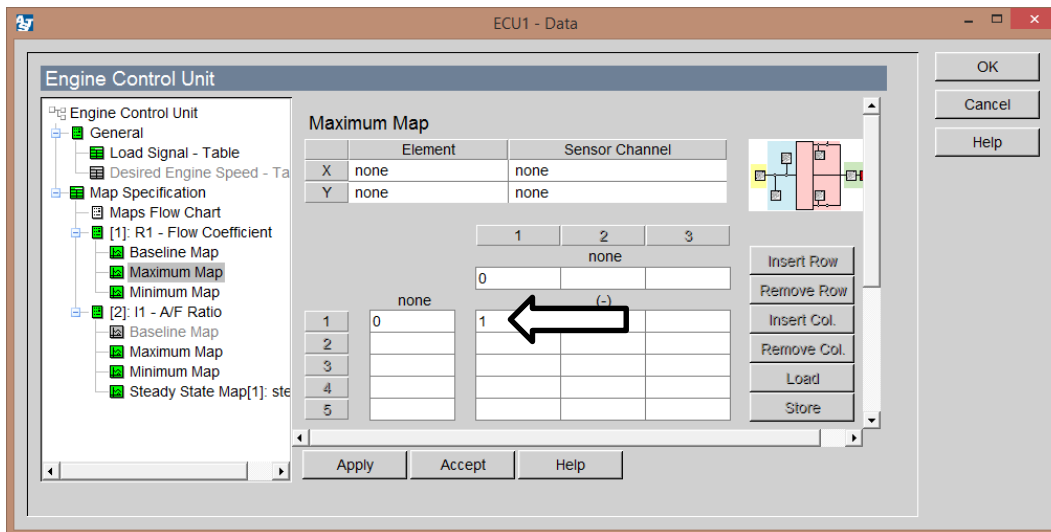 AST
ECU1 - Data
Engine Control Unit
OK
Cancel
Help
Engine Control Unit
General
Load Signal - Table
Desired Engine Speed - Ta
Map Specification
Maps Flow Chart
[1]: R1 - Flow Coefficient
Baseline Map
Maximum Map
Minimum Map
[2]: I1 - A/F Ratio
Baseline Map
Maximum Map
Minimum Map
Steady State Map[1]: ste
Maximum Map
Element Sensor Channel
X none none
Y none none
1 2 3
none
0
none (-)
1 0 1
2
3
4
5
Insert Row
Remove Row
Insert Col.
Remove Col.
Load
Store
Apply Accept Help